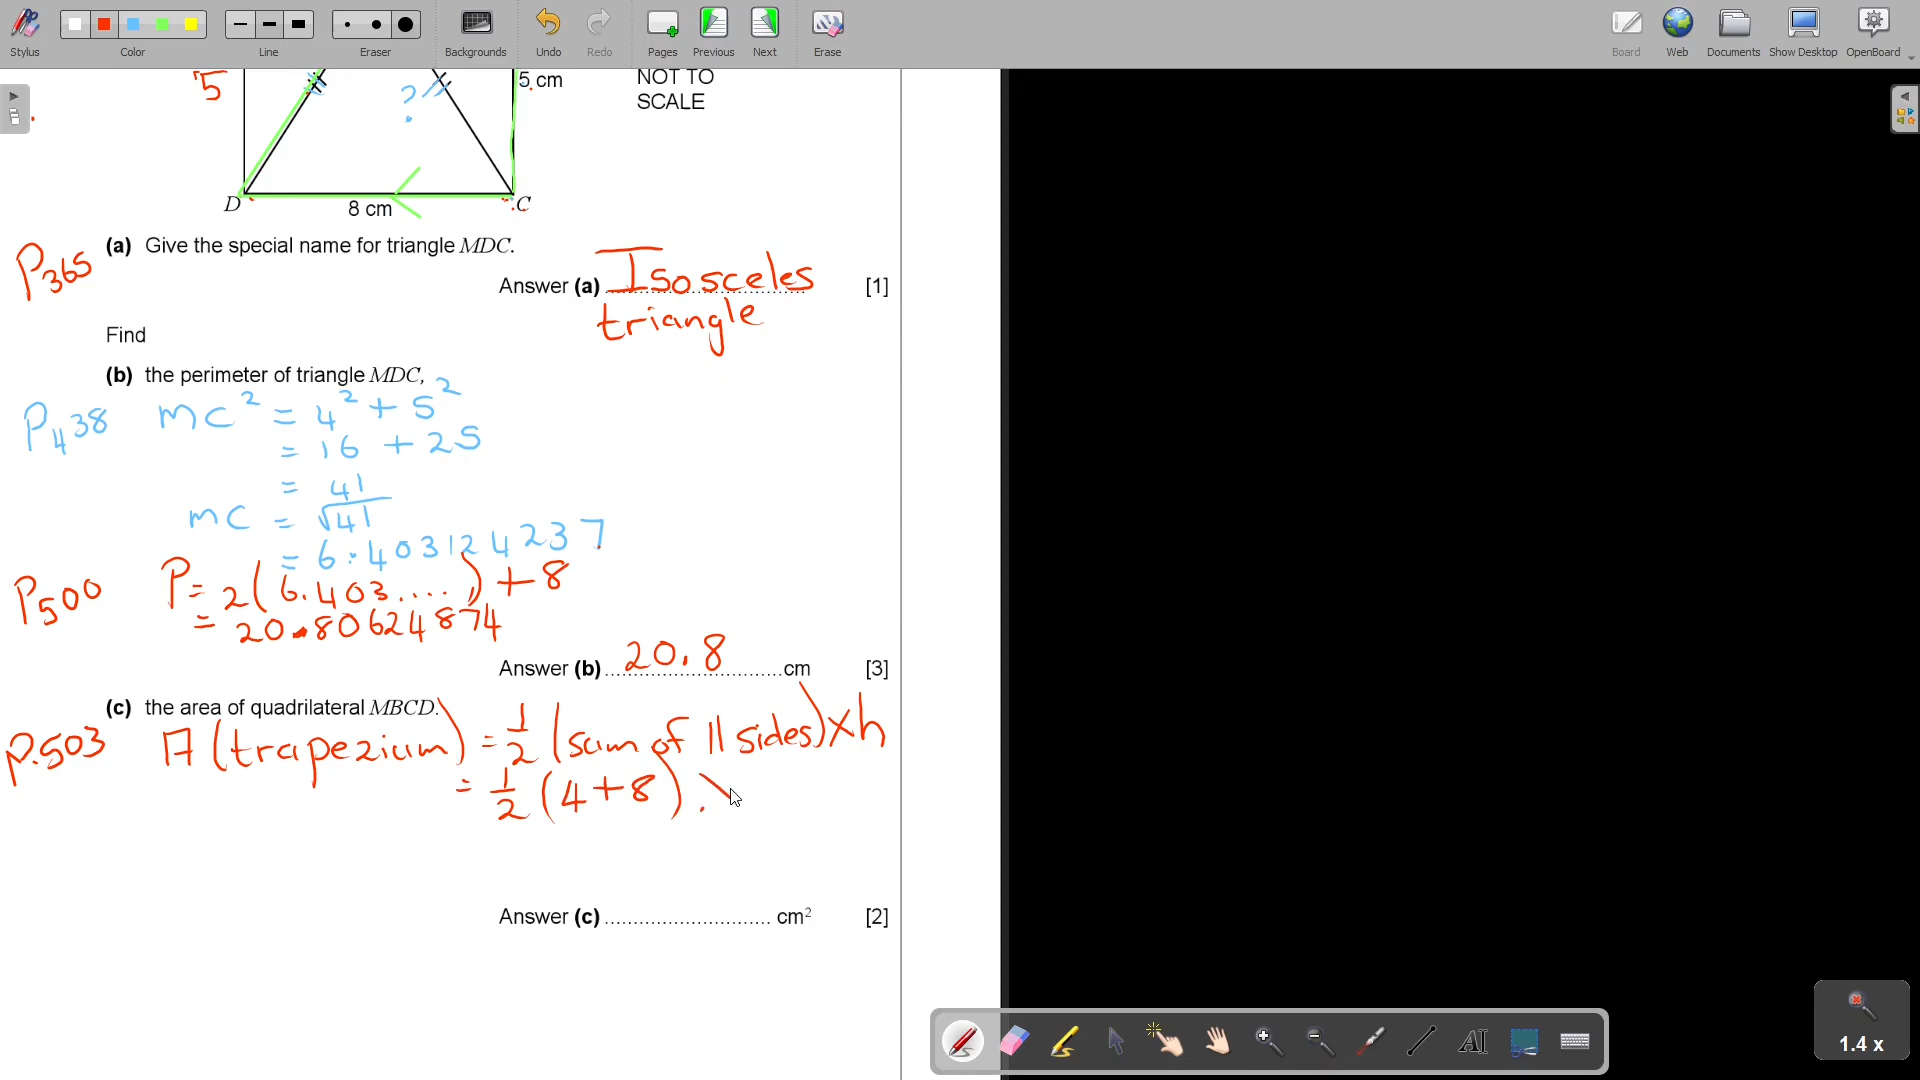 Stylus
Color
Line
Eraser
Backgrounds
Undo
Redo
Pages
Previous
Next
Erase
Board
Web
Documents
Show Desktop
OpenBoard
5
?
5 cm
NOT TO
SCALE
D
8 cm
C
P365
(a) Give the special name for triangle MDC.
Answer (a) Isosceles [1]
triangle
Find
(b) the perimeter of triangle MDC,
P438
mc² = 4² + 5²
= 16 + 25
= 41
mc = √41
= 6.403124237
P500
P = 2(6.403....) + 8
= 20.80624874
Answer (b) 20.8 cm [3]
(c) the area of quadrilateral MBCD.
P.503
A (trapezium) = 1/2 (sum of || sides) x h
= 1/2 (4+8).
Answer (c) ............................ cm² [2]
AI
1.4 x